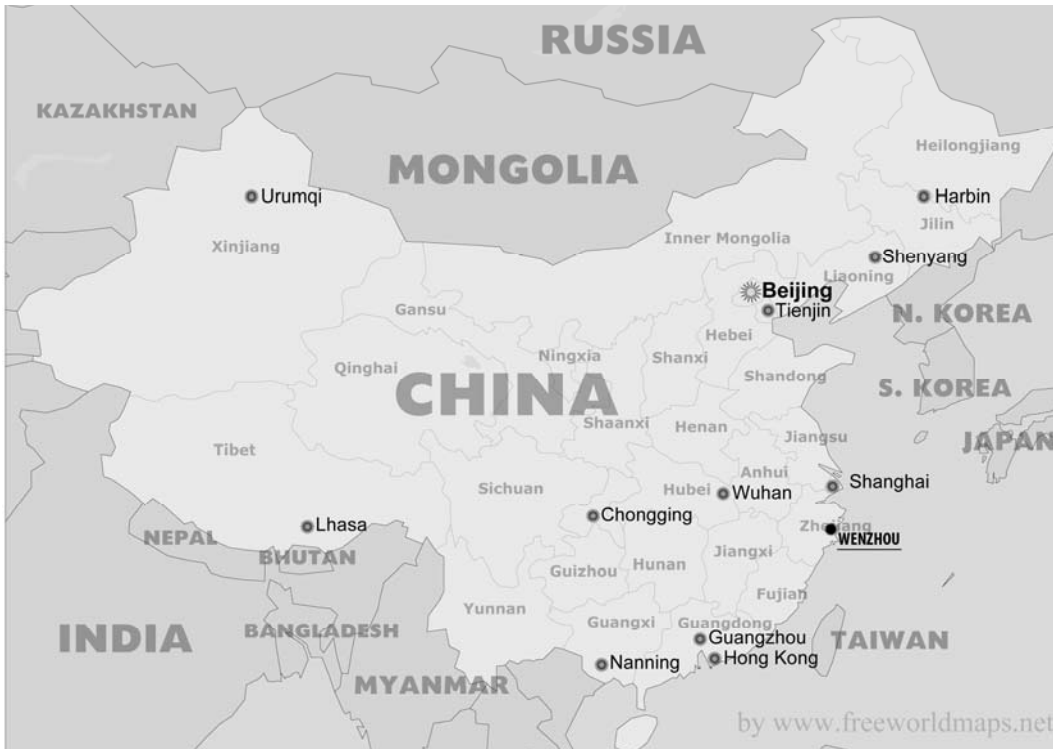 RUSSIA
KAZAKHSTAN
Heilongjiang
MONGOLIA
Urumqi
Harbin
Jilin
Xinjiang
Inner Mongolia
Shenyang
Liaoning
Beijing
Gansu
Tienjin
N. KOREA
Hebei
Ningxia
Shanxi
Qinghai
Shandong
CHINA
S. KOREA
Shaanxi
Henan
Jiangsu
JAPAN
Tibet
Anhui
Sichuan
Hubei
Wuhan
Shanghai
Chongging
Lhasa
Zhejiang
NEPAL
WENZHOU
BHUTAN
Jiangxi
Hunan
Guizhou
Fujian
Yunnan
Guangxi
Guangdong
BANGLADESH
INDIA
Guangzhou
TAIWAN
Nanning
Hong Kong
MYANMAR
by www.freeworldmaps.net